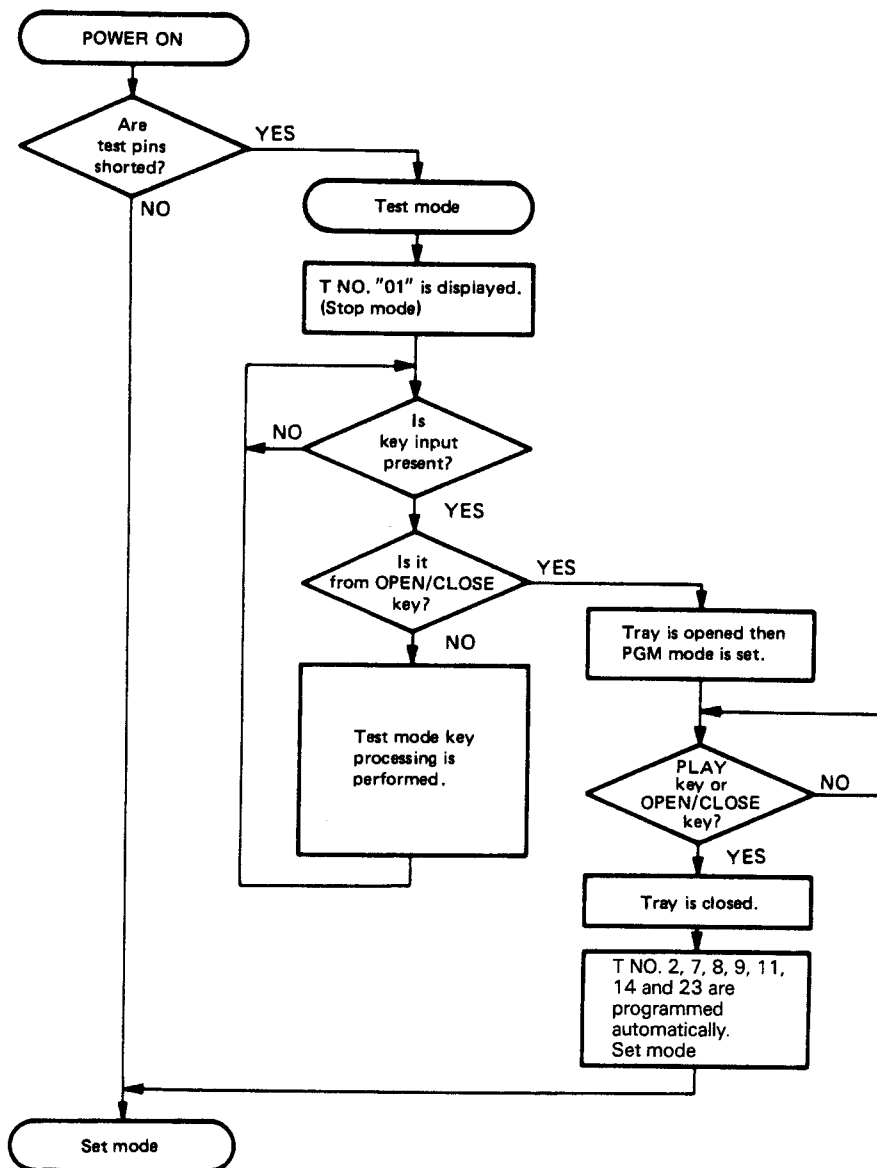 POWER ON
Are
test pins
shorted?
YES
NO
Test mode
T NO. "01" is displayed.
(Stop mode)
Is
key input
present?
NO
YES
Is it
from OPEN/CLOSE
key?
YES
NO
Tray is opened then
PGM mode is set.
Test mode key
processing is
performed.
PLAY
key or
OPEN/CLOSE
key?
NO
YES
Tray is closed.
T NO. 2, 7, 8, 9, 11,
14 and 23 are
programmed
automatically.
Set mode
Set mode